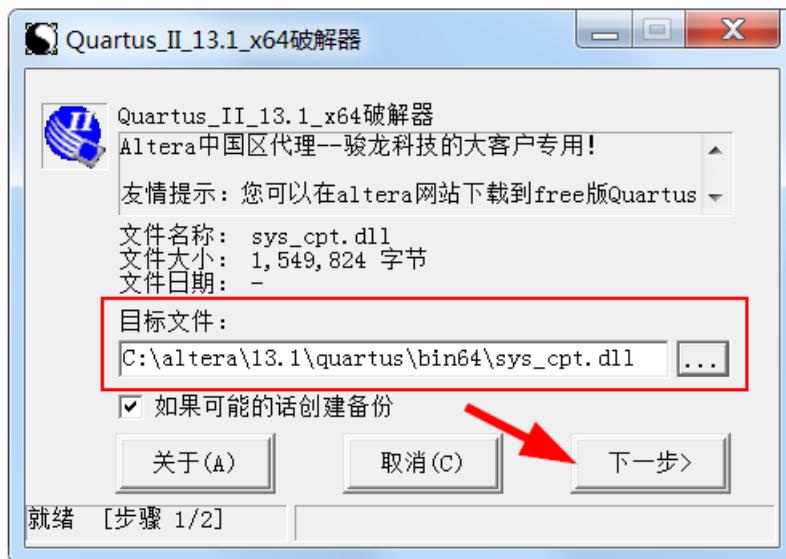 Quartus_II_13.1_x64破解器
Quartus_II_13.1_x64破解器
Altera中国区代理--骏龙科技的大客户专用!
友情提示: 您可以在altera网站下载到free版Quartus
文件名称: sys_cpt.dll
文件大小: 1,549,824 字节
文件日期: -
目标文件:
C:\altera\13.1\quartus\bin64\sys_cpt.dll ...
如果可能的话创建备份
关于(A) 取消(C) 下一步>
就绪 [步骤 1/2]